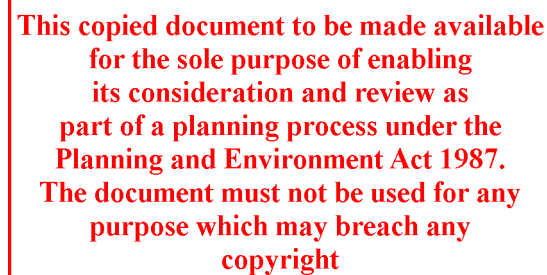 This copied document to be made available
for the sole purpose of enabling
its consideration and review as
part of a planning process under the
Planning and Environment Act 1987.
The document must not be used for any
purpose which may breach any
copyright